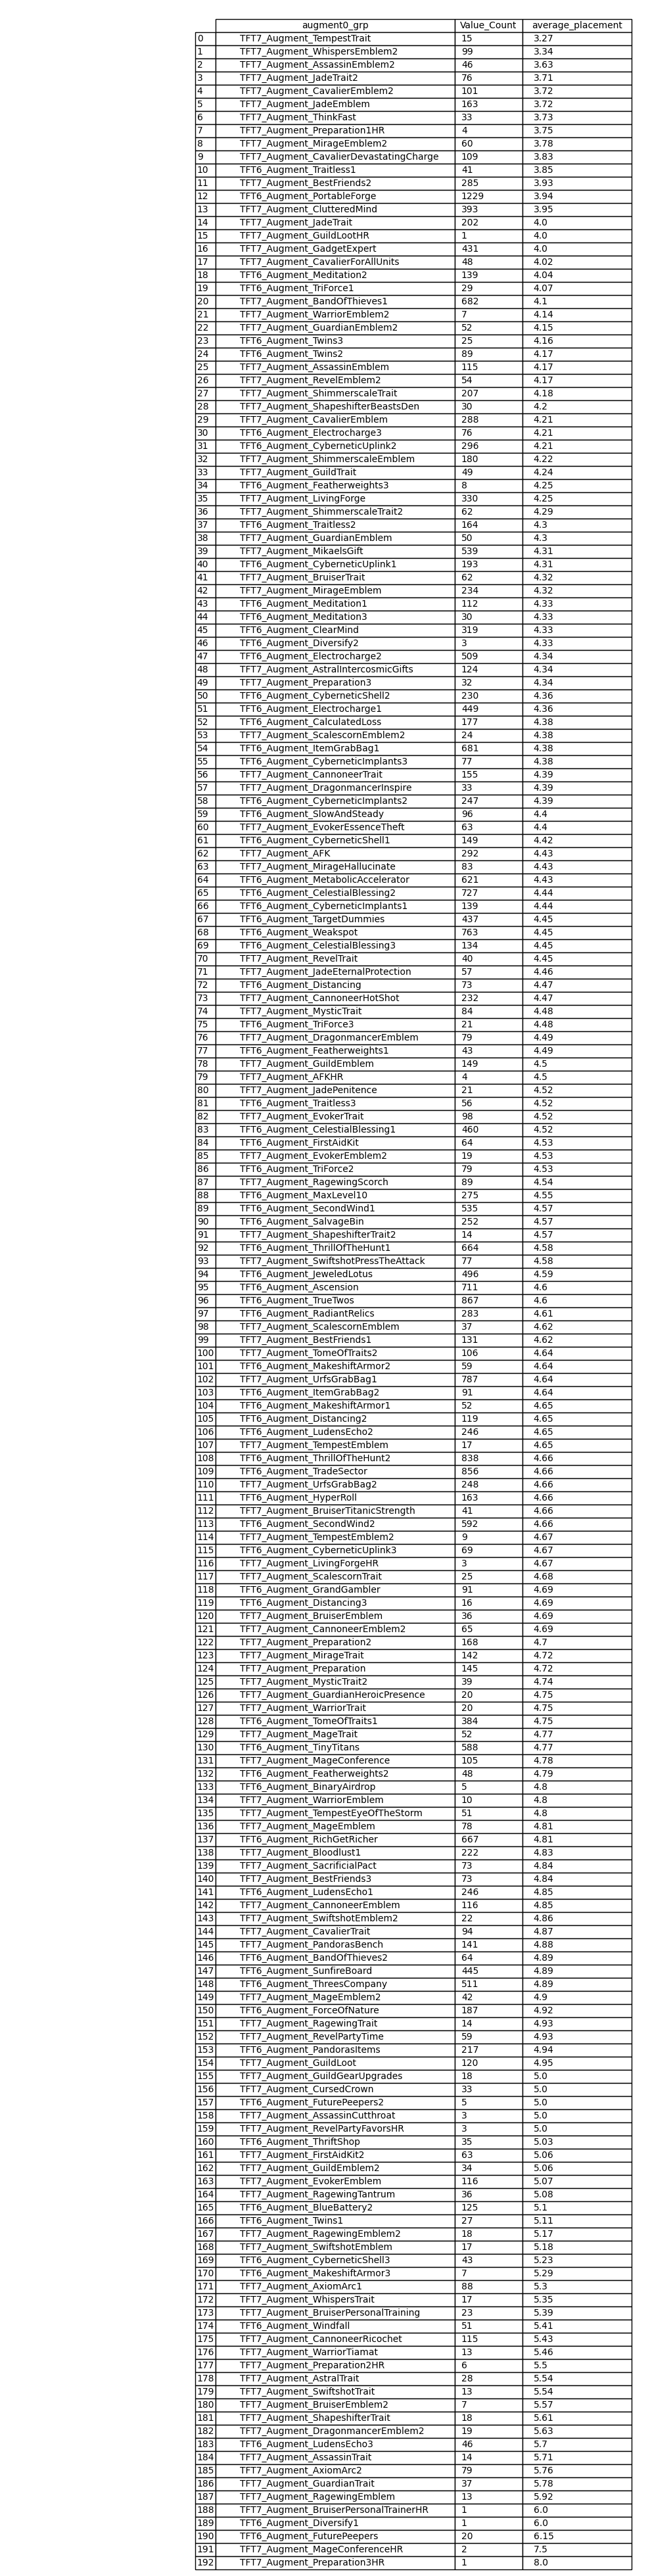 augment0_grp Value_Count average_placement
0 TFT7_Augment_TempestTrait 15 3.27
1 TFT7_Augment_WhispersEmblem2 99 3.34
2 TFT7_Augment_AssassinEmblem2 46 3.63
3 TFT7_Augment_JadeTrait2 76 3.71
4 TFT7_Augment_CavalierEmblem2 101 3.72
5 TFT7_Augment_JadeEmblem 163 3.72
6 TFT7_Augment_ThinkFast 33 3.73
7 TFT7_Augment_Preparation1HR 4 3.75
8 TFT7_Augment_MirageEmblem2 60 3.78
9 TFT7_Augment_CavalierDevastatingCharge 109 3.83
10 TFT6_Augment_Traitless1 41 3.85
11 TFT7_Augment_BestFriends2 285 3.93
12 TFT6_Augment_PortableForge 1229 3.94
13 TFT7_Augment_ClutteredMind 393 3.95
14 TFT7_Augment_JadeTrait 202 4.0
15 TFT7_Augment_GuildLootHR 1 4.0
16 TFT7_Augment_GadgetExpert 431 4.0
17 TFT7_Augment_CavalierForAllUnits 48 4.02
18 TFT6_Augment_Meditation2 139 4.04
19 TFT6_Augment_TriForce1 29 4.07
20 TFT7_Augment_BandOfThieves1 682 4.1
21 TFT7_Augment_WarriorEmblem2 7 4.14
22 TFT7_Augment_GuardianEmblem2 52 4.15
23 TFT6_Augment_Twins3 25 4.16
24 TFT6_Augment_Twins2 89 4.17
25 TFT7_Augment_AssassinEmblem 115 4.17
26 TFT7_Augment_RevelEmblem2 54 4.17
27 TFT7_Augment_ShimmerscaleTrait 207 4.18
28 TFT7_Augment_ShapeshifterBeastsDen 30 4.2
29 TFT7_Augment_CavalierEmblem 288 4.21
30 TFT6_Augment_Electrocharge3 76 4.21
31 TFT6_Augment_CyberneticUplink2 296 4.21
32 TFT7_Augment_ShimmerscaleEmblem 180 4.22
33 TFT7_Augment_GuildTrait 49 4.24
34 TFT6_Augment_Featherweights3 8 4.25
35 TFT7_Augment_LivingForge 330 4.25
36 TFT7_Augment_ShimmerscaleTrait2 62 4.29
37 TFT6_Augment_Traitless2 164 4.3
38 TFT7_Augment_GuardianEmblem 50 4.3
39 TFT7_Augment_MikaelsGift 539 4.31
40 TFT6_Augment_CyberneticUplink1 193 4.31
41 TFT7_Augment_BruiserTrait 62 4.32
42 TFT7_Augment_MirageEmblem 234 4.32
43 TFT6_Augment_Meditation1 112 4.33
44 TFT6_Augment_Meditation3 30 4.33
45 TFT6_Augment_ClearMind 319 4.33
46 TFT6_Augment_Diversify2 3 4.33
47 TFT6_Augment_Electrocharge2 509 4.34
48 TFT7_Augment_AstralIntercosmicGifts 124 4.34
49 TFT7_Augment_Preparation3 32 4.34
50 TFT6_Augment_CyberneticShell2 230 4.36
51 TFT6_Augment_Electrocharge1 449 4.36
52 TFT6_Augment_CalculatedLoss 177 4.38
53 TFT7_Augment_ScalescornEmblem2 24 4.38
54 TFT6_Augment_ItemGrabBag1 681 4.38
55 TFT6_Augment_CyberneticImplants3 77 4.38
56 TFT7_Augment_CannoneerTrait 155 4.39
57 TFT7_Augment_DragonmancerInspire 33 4.39
58 TFT6_Augment_CyberneticImplants2 247 4.39
59 TFT6_Augment_SlowAndSteady 96 4.4
60 TFT7_Augment_EvokerEssenceTheft 63 4.4
61 TFT6_Augment_CyberneticShell1 149 4.42
62 TFT7_Augment_AFK 292 4.43
63 TFT7_Augment_MirageHallucinate 83 4.43
64 TFT6_Augment_MetabolicAccelerator 621 4.43
65 TFT6_Augment_CelestialBlessing2 727 4.44
66 TFT6_Augment_CyberneticImplants1 139 4.44
67 TFT6_Augment_TargetDummies 437 4.45
68 TFT6_Augment_Weakspot 763 4.45
69 TFT6_Augment_CelestialBlessing3 134 4.45
70 TFT7_Augment_RevelTrait 40 4.45
71 TFT7_Augment_JadeEternalProtection 57 4.46
72 TFT6_Augment_Distancing 73 4.47
73 TFT7_Augment_CannoneerHotShot 232 4.47
74 TFT7_Augment_MysticTrait 84 4.48
75 TFT6_Augment_TriForce3 21 4.48
76 TFT7_Augment_DragonmancerEmblem 79 4.49
77 TFT6_Augment_Featherweights1 43 4.49
78 TFT7_Augment_GuildEmblem 149 4.5
79 TFT7_Augment_AFKHR 4 4.5
80 TFT7_Augment_JadePenitence 21 4.52
81 TFT6_Augment_Traitless3 56 4.52
82 TFT7_Augment_EvokerTrait 98 4.52
83 TFT6_Augment_CelestialBlessing1 460 4.52
84 TFT6_Augment_FirstAidKit 64 4.53
85 TFT7_Augment_EvokerEmblem2 19 4.53
86 TFT6_Augment_TriForce2 79 4.53
87 TFT7_Augment_RagewingScorch 89 4.54
88 TFT6_Augment_MaxLevel10 275 4.55
89 TFT6_Augment_SecondWind1 535 4.57
90 TFT6_Augment_SalvageBin 252 4.57
91 TFT7_Augment_ShapeshifterTrait2 14 4.57
92 TFT6_Augment_ThrillOfTheHunt1 664 4.58
93 TFT7_Augment_SwiftshotPressTheAttack 77 4.58
94 TFT6_Augment_JeweledLotus 496 4.59
95 TFT6_Augment_Ascension 711 4.6
96 TFT6_Augment_TrueTwos 867 4.6
97 TFT6_Augment_RadiantRelics 283 4.61
98 TFT7_Augment_ScalescornEmblem 37 4.62
99 TFT7_Augment_BestFriends1 131 4.62
100 TFT7_Augment_TomeOfTraits2 106 4.64
101 TFT6_Augment_MakeshiftArmor2 59 4.64
102 TFT7_Augment_UrfsGrabBag1 787 4.64
103 TFT6_Augment_ItemGrabBag2 91 4.64
104 TFT6_Augment_MakeshiftArmor1 52 4.65
105 TFT6_Augment_Distancing2 119 4.65
106 TFT6_Augment_LudensEcho2 246 4.65
107 TFT7_Augment_TempestEmblem 17 4.65
108 TFT6_Augment_ThrillOfTheHunt2 838 4.66
109 TFT6_Augment_TradeSector 856 4.66
110 TFT7_Augment_UrfsGrabBag2 248 4.66
111 TFT6_Augment_HyperRoll 163 4.66
112 TFT7_Augment_BruiserTitanicStrength 41 4.66
113 TFT6_Augment_SecondWind2 592 4.66
114 TFT7_Augment_TempestEmblem2 9 4.67
115 TFT6_Augment_CyberneticUplink3 69 4.67
116 TFT7_Augment_LivingForgeHR 3 4.67
117 TFT7_Augment_ScalescornTrait 25 4.68
118 TFT6_Augment_GrandGambler 91 4.69
119 TFT6_Augment_Distancing3 16 4.69
120 TFT7_Augment_BruiserEmblem 36 4.69
121 TFT7_Augment_CannoneerEmblem2 65 4.69
122 TFT7_Augment_Preparation2 168 4.7
123 TFT7_Augment_MirageTrait 142 4.72
124 TFT7_Augment_Preparation 145 4.72
125 TFT7_Augment_MysticTrait2 39 4.74
126 TFT7_Augment_GuardianHeroicPresence 20 4.75
127 TFT7_Augment_WarriorTrait 20 4.75
128 TFT6_Augment_TomeOfTraits1 384 4.75
129 TFT7_Augment_MageTrait 52 4.77
130 TFT6_Augment_TinyTitans 588 4.77
131 TFT7_Augment_MageConference 105 4.78
132 TFT6_Augment_Featherweights2 48 4.79
133 TFT6_Augment_BinaryAirdrop 5 4.8
134 TFT7_Augment_WarriorEmblem 10 4.8
135 TFT7_Augment_TempestEyeOfTheStorm 51 4.8
136 TFT7_Augment_MageEmblem 78 4.81
137 TFT6_Augment_RichGetRicher 667 4.81
138 TFT7_Augment_Bloodlust1 222 4.83
139 TFT7_Augment_SacrificialPact 73 4.84
140 TFT7_Augment_BestFriends3 73 4.84
141 TFT6_Augment_LudensEcho1 246 4.85
142 TFT7_Augment_CannoneerEmblem 116 4.85
143 TFT7_Augment_SwiftshotEmblem2 22 4.86
144 TFT7_Augment_CavalierTrait 94 4.87
145 TFT7_Augment_PandorasBench 141 4.88
146 TFT6_Augment_BandOfThieves2 64 4.89
147 TFT6_Augment_SunfireBoard 445 4.89
148 TFT6_Augment_ThreesCompany 511 4.89
149 TFT7_Augment_MageEmblem2 42 4.9
150 TFT6_Augment_ForceOfNature 187 4.92
151 TFT7_Augment_RagewingTrait 14 4.93
152 TFT7_Augment_RevelPartyTime 59 4.93
153 TFT6_Augment_PandorasItems 217 4.94
154 TFT7_Augment_GuildLoot 120 4.95
155 TFT7_Augment_GuildGearUpgrades 18 5.0
156 TFT7_Augment_CursedCrown 33 5.0
157 TFT6_Augment_FuturePeepers2 5 5.0
158 TFT7_Augment_AssassinCutthroat 3 5.0
159 TFT7_Augment_RevelPartyFavorsHR 3 5.0
160 TFT6_Augment_ThriftShop 35 5.03
161 TFT7_Augment_FirstAidKit2 63 5.06
162 TFT7_Augment_GuildEmblem2 34 5.06
163 TFT7_Augment_EvokerEmblem 116 5.07
164 TFT7_Augment_RagewingTantrum 36 5.08
165 TFT6_Augment_BlueBattery2 125 5.1
166 TFT6_Augment_Twins1 27 5.11
167 TFT7_Augment_RagewingEmblem2 18 5.17
168 TFT7_Augment_SwiftshotEmblem 17 5.18
169 TFT6_Augment_CyberneticShell3 43 5.23
170 TFT6_Augment_MakeshiftArmor3 7 5.29
171 TFT7_Augment_AxiomArc1 88 5.3
172 TFT7_Augment_WhispersTrait 17 5.35
173 TFT7_Augment_BruiserPersonalTraining 23 5.39
174 TFT6_Augment_Windfall 51 5.41
175 TFT7_Augment_CannoneerRicochet 115 5.43
176 TFT7_Augment_WarriorTiamat 13 5.46
177 TFT7_Augment_Preparation2HR 6 5.5
178 TFT7_Augment_AstralTrait 28 5.54
179 TFT7_Augment_SwiftshotTrait 13 5.54
180 TFT7_Augment_BruiserEmblem2 7 5.57
181 TFT7_Augment_ShapeshifterTrait 18 5.61
182 TFT7_Augment_DragonmancerEmblem2 19 5.63
183 TFT6_Augment_LudensEcho3 46 5.7
184 TFT7_Augment_AssassinTrait 14 5.71
185 TFT7_Augment_AxiomArc2 79 5.76
186 TFT7_Augment_GuardianTrait 37 5.78
187 TFT7_Augment_RagewingEmblem 13 5.92
188 TFT7_Augment_BruiserPersonalTrainerHR 1 6.0
189 TFT6_Augment_Diversify1 1 6.0
190 TFT6_Augment_FuturePeepers 20 6.15
191 TFT7_Augment_MageConferenceHR 2 7.5
192 TFT7_Augment_Preparation3HR 1 8.0